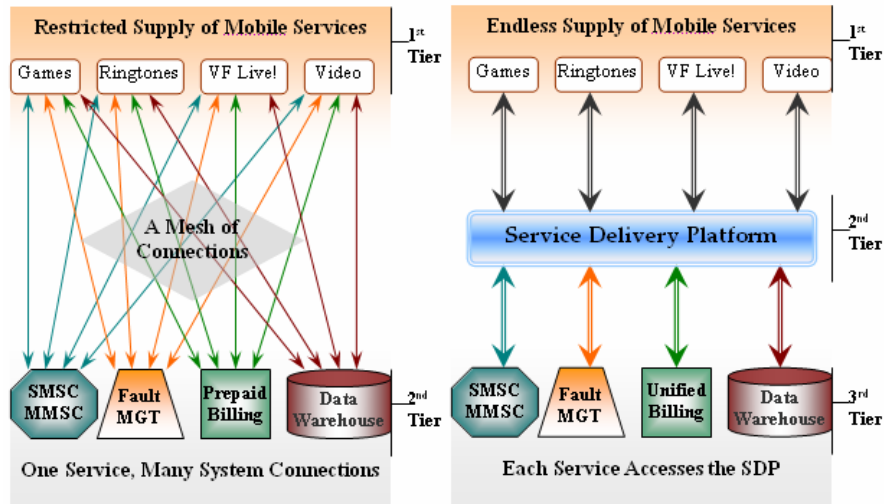 Restricted Supply of Mobile Services
1st
Tier
Games
Ringtones
VF Live!
Video
A Mesh of
Connections
SMSC
MMSC
Fault
MGT
Prepaid
Billing
Data
Warehouse
2nd
Tier
One Service, Many System Connections
Endless Supply of Mobile Services
1st
Tier
Games
Ringtones
VF Live!
Video
Service Delivery Platform
2nd
Tier
SMSC
MMSC
Fault
MGT
Unified
Billing
Data
Warehouse
3rd
Tier
Each Service Accesses the SDP